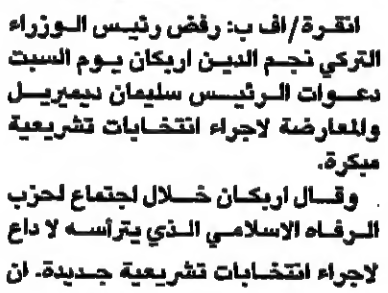 انقرة/اف ب: رفض رئيس الوزراء
التركي نجم الدين اربكان يوم السبت
دعوات الرئيس سليمان ديميريل
والمعارضة لاجراء انتخابات تشريعية
مبكرة.
وقال اربكان خلال اجتماع لحزب
الرفاه الاسلامي الذي يترأسه لا داع
لاجراء انتخابات تشريعية جديدة. ان